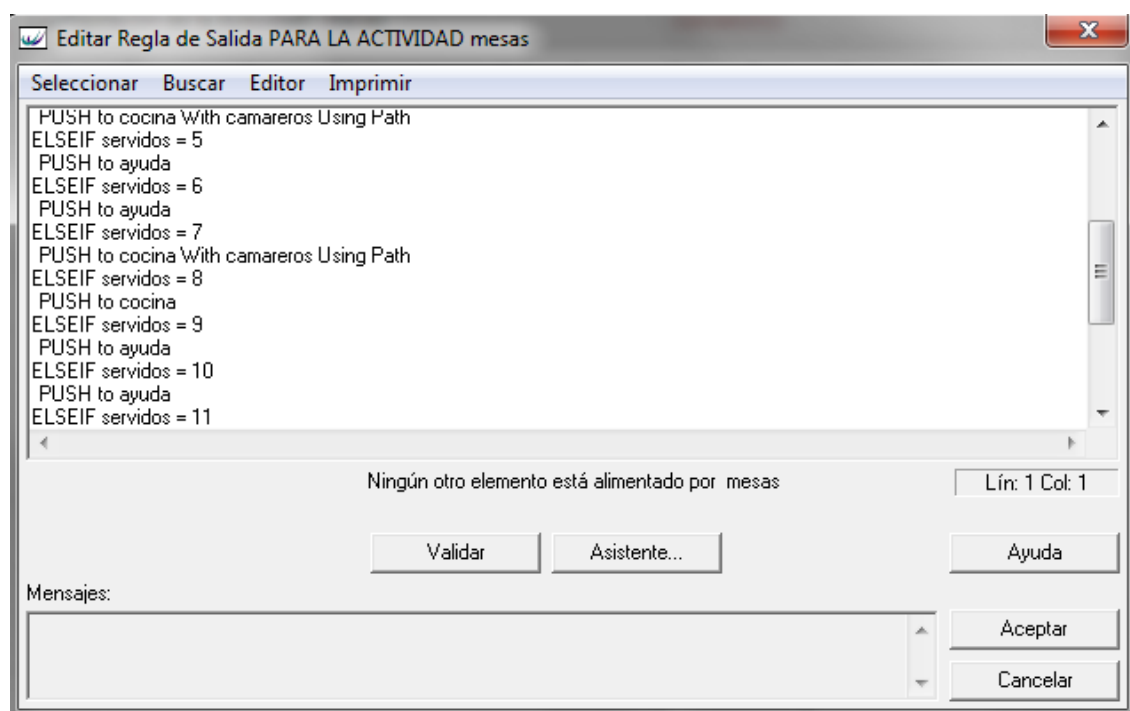 Editar Regla de Salida PARA LA ACTIVIDAD mesas
Seleccionar Buscar Editor Imprimir
PUSH to cocina With camareros Using Path
ELSEIF servidos = 5
PUSH to ayuda
ELSEIF servidos = 6
PUSH to ayuda
ELSEIF servidos = 7
PUSH to cocina With camareros Using Path
ELSEIF servidos = 8
PUSH to cocina
ELSEIF servidos = 9
PUSH to ayuda
ELSEIF servidos = 10
PUSH to ayuda
ELSEIF servidos = 11
Ningún otro elemento está alimentado por mesas
Lín: 1 Col: 1
Validar Asistente... Ayuda
Mensajes:
Aceptar
Cancelar